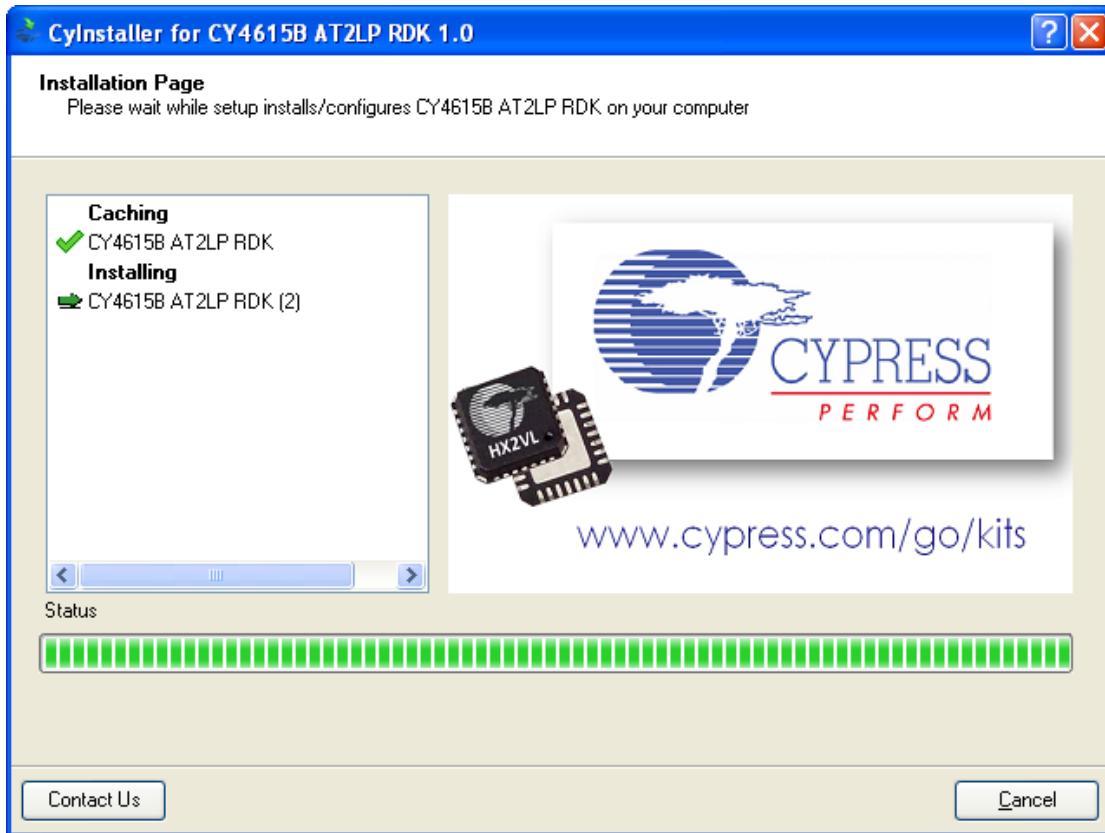 CyInstaller for CY4615B AT2LP RDK 1.0
Installation Page
Please wait while setup installs/configures CY4615B AT2LP RDK on your computer
Caching
CY4615B AT2LP RDK
Installing
CY4615B AT2LP RDK (2)
CYPRESS
PERFORM
HX2VL
www.cypress.com/go/kits
Status
Contact Us
Cancel